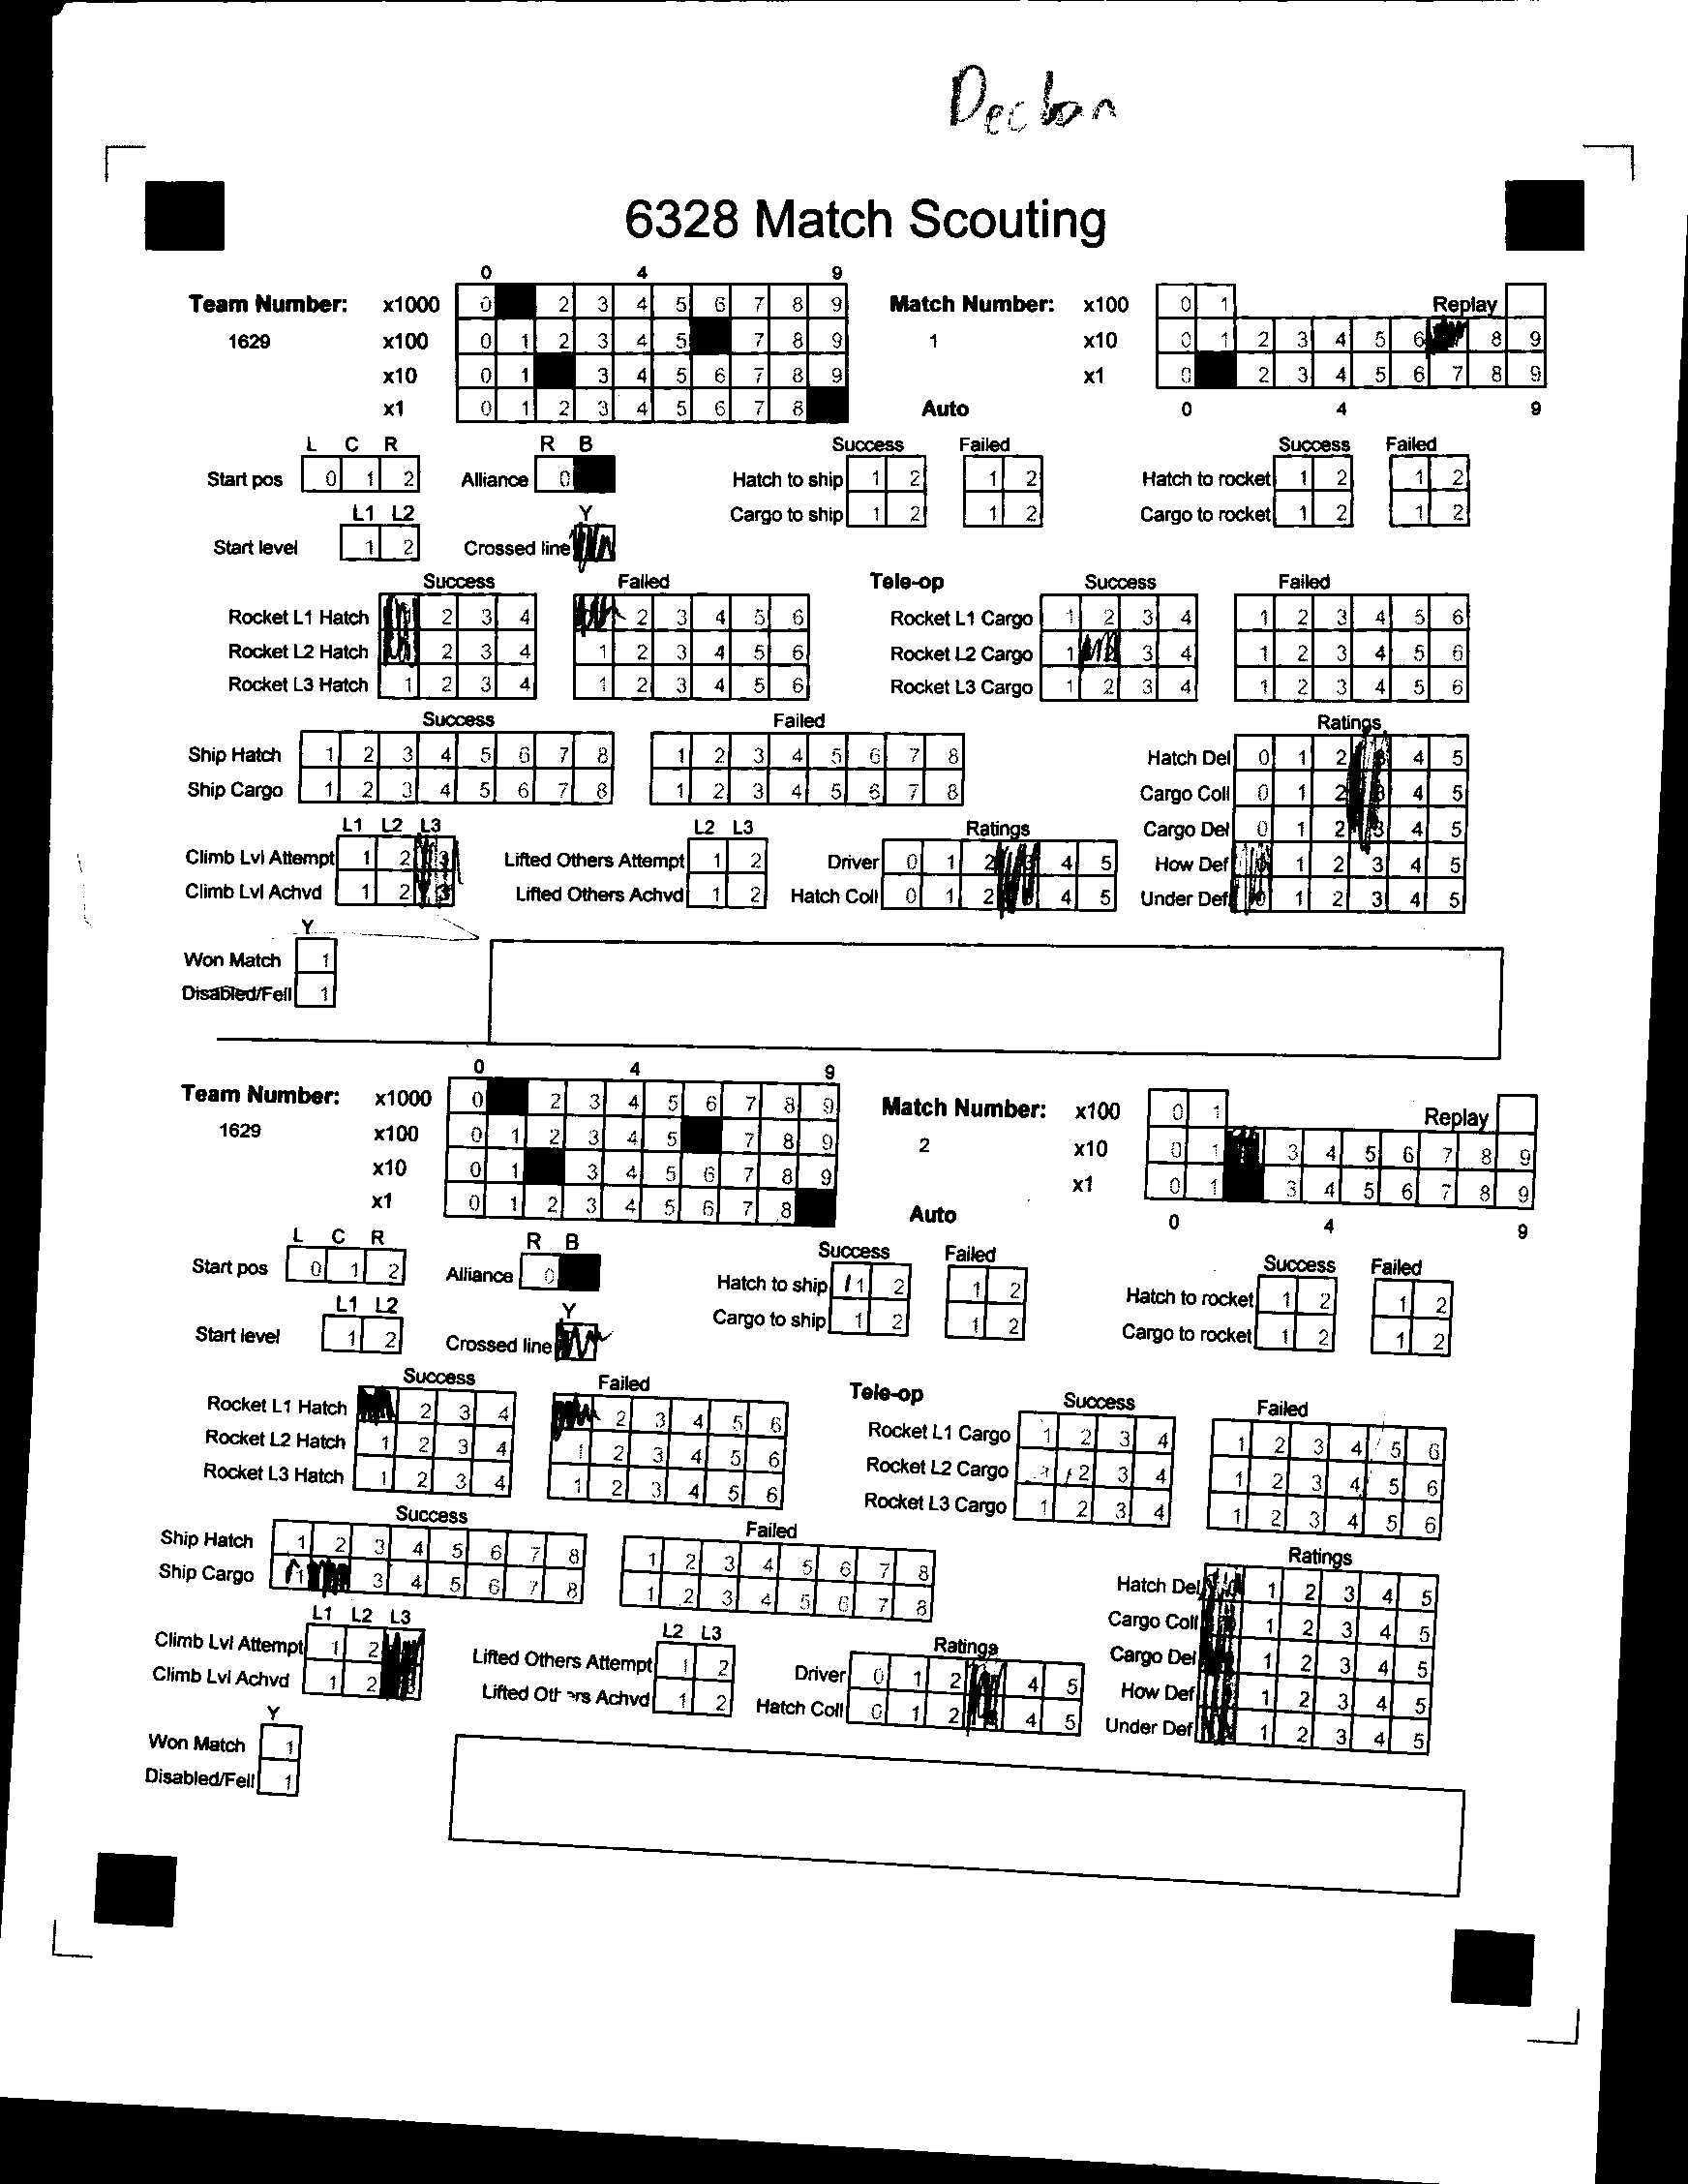 Declan
6328 Match Scouting
0 4 9
Team Number: x1000 0 2 3 4 5 6 7 8 9 Match Number: x100 0 1 Replay
1629 x100 0 1 2 3 4 5 7 8 9 1 x10 0 1 2 3 4 5 6 8 9
x10 0 1 3 4 5 6 7 8 9 x1 0 2 3 4 5 6 7 8 9
x1 0 1 2 3 4 5 6 7 8 Auto 0 4 9
L C R R B Success Failed Success Failed
Start pos 0 1 2 Alliance 0 Hatch to ship 1 2 1 2 Hatch to rocket 1 2 1 2
L1 L2 Y Cargo to ship 1 2 1 2 Cargo to rocket 1 2 1 2
Start level 1 2 Crossed line
Success Failed Tele-op Success Failed
Rocket L1 Hatch 2 3 4 2 3 4 5 6 Rocket L1 Cargo 1 2 3 4 1 2 3 4 5 6
Rocket L2 Hatch 2 3 4 1 2 3 4 5 6 Rocket L2 Cargo 1 2 3 4 1 2 3 4 5 6
Rocket L3 Hatch 1 2 3 4 1 2 3 4 5 6 Rocket L3 Cargo 1 2 3 4 1 2 3 4 5 6
Success Failed Ratings
Ship Hatch 1 2 3 4 5 6 7 8 1 2 3 4 5 6 7 8 Hatch Del 0 1 2 3 4 5
Ship Cargo 1 2 3 4 5 6 7 8 1 2 3 4 5 6 7 8 Cargo Coll 0 1 2 3 4 5
L1 L2 L3 L2 L3 Ratings Cargo Del 0 1 2 3 4 5
Climb Lvl Attempt 1 2 3 Lifted Others Attempt 1 2 Driver 0 1 2 3 4 5 How Def 0 1 2 3 4 5
Climb Lvl Achvd 1 2 3 Lifted Others Achvd 1 2 Hatch Coll 0 1 2 3 4 5 Under Def 0 1 2 3 4 5
Y
Won Match 1
Disabled/Fell 1
0 4 9
Team Number: x1000 0 2 3 4 5 6 7 8 9 Match Number: x100 0 1 Replay
1629 x100 0 1 2 3 4 5 7 8 9 2 x10 0 1 3 4 5 6 7 8 9
x10 0 1 3 4 5 6 7 8 9 x1 0 1 3 4 5 6 7 8 9
x1 0 1 2 3 4 5 6 7 8 Auto 0 4 9
L C R R B Success Failed Success Failed
Start pos 0 1 2 Alliance 0 Hatch to ship 1 2 1 2 Hatch to rocket 1 2 1 2
L1 L2 Y Cargo to ship 1 2 1 2 Cargo to rocket 1 2 1 2
Start level 1 2 Crossed line
Success Failed Tele-op Success Failed
Rocket L1 Hatch 2 3 4 2 3 4 5 6 Rocket L1 Cargo 1 2 3 4 1 2 3 4 5 6
Rocket L2 Hatch 1 2 3 4 1 2 3 4 5 6 Rocket L2 Cargo 1 2 3 4 1 2 3 4 5 6
Rocket L3 Hatch 1 2 3 4 1 2 3 4 5 6 Rocket L3 Cargo 1 2 3 4 1 2 3 4 5 6
Success Failed Ratings
Ship Hatch 1 2 3 4 5 6 7 8 1 2 3 4 5 6 7 8 Hatch Del 1 2 3 4 5
Ship Cargo 1 3 4 5 6 7 8 1 2 3 4 5 6 7 8 Cargo Coll 1 2 3 4 5
L1 L2 L3 L2 L3 Ratings Cargo Del 1 2 3 4 5
Climb Lvl Attempt 1 2 Lifted Others Attempt 1 2 Driver 0 1 2 4 5 How Def 1 2 3 4 5
Climb Lvl Achvd 1 2 Lifted Others Achvd 1 2 Hatch Coll 0 1 2 4 5 Under Def 1 2 3 4 5
Y
Won Match 1
Disabled/Fell 1